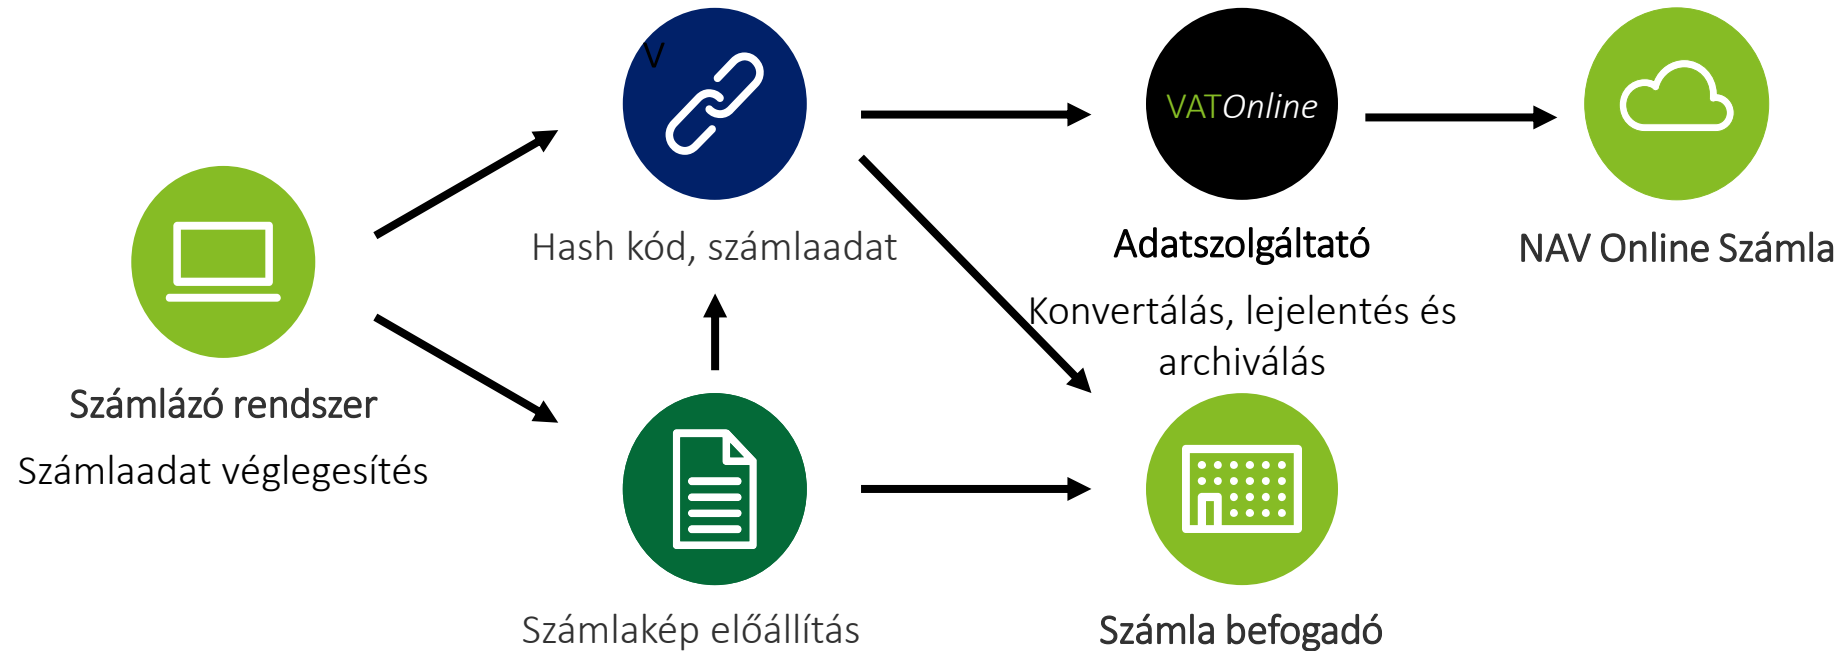 V
VATOnline
Hash kód, számlaadat
Adatszolgáltató
NAV Online Számla
Konvertálás, lejelentés és
archiválás
Számlázó rendszer
Számlaadat véglegesítés
Számlakép előállítás
Számla befogadó